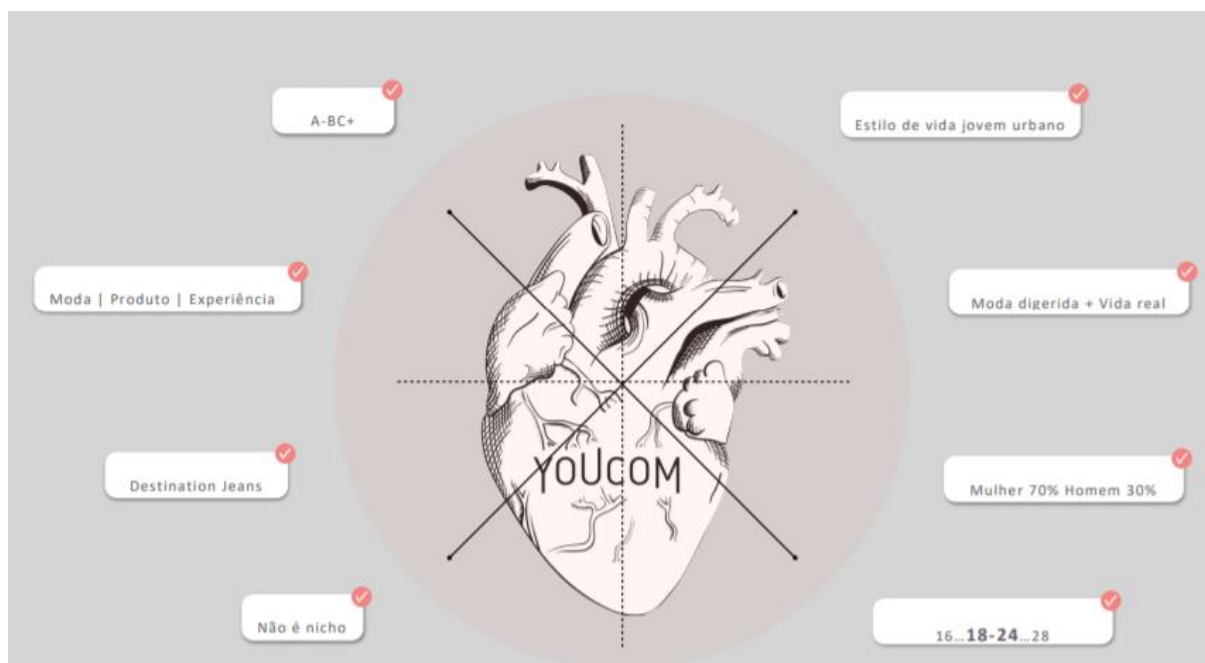 A-BC+
Estilo de vida jovem urbano
Moda | Produto | Experiência
Moda digerida + Vida real
YOUCOM
Destination Jeans
Mulher 70% Homem 30%
Não é nicho
16...18-24...28